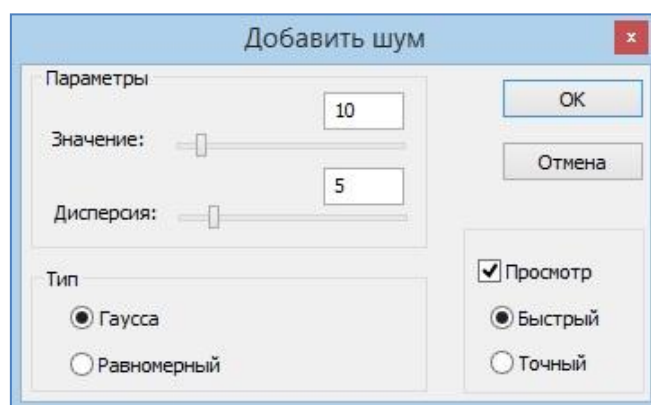 Добавить шум
x
Параметры
Значение:
10
Дисперсия:
5
Тип
Гаусса
Равномерный
OK
Отмена
Просмотр
Быстрый
Точный